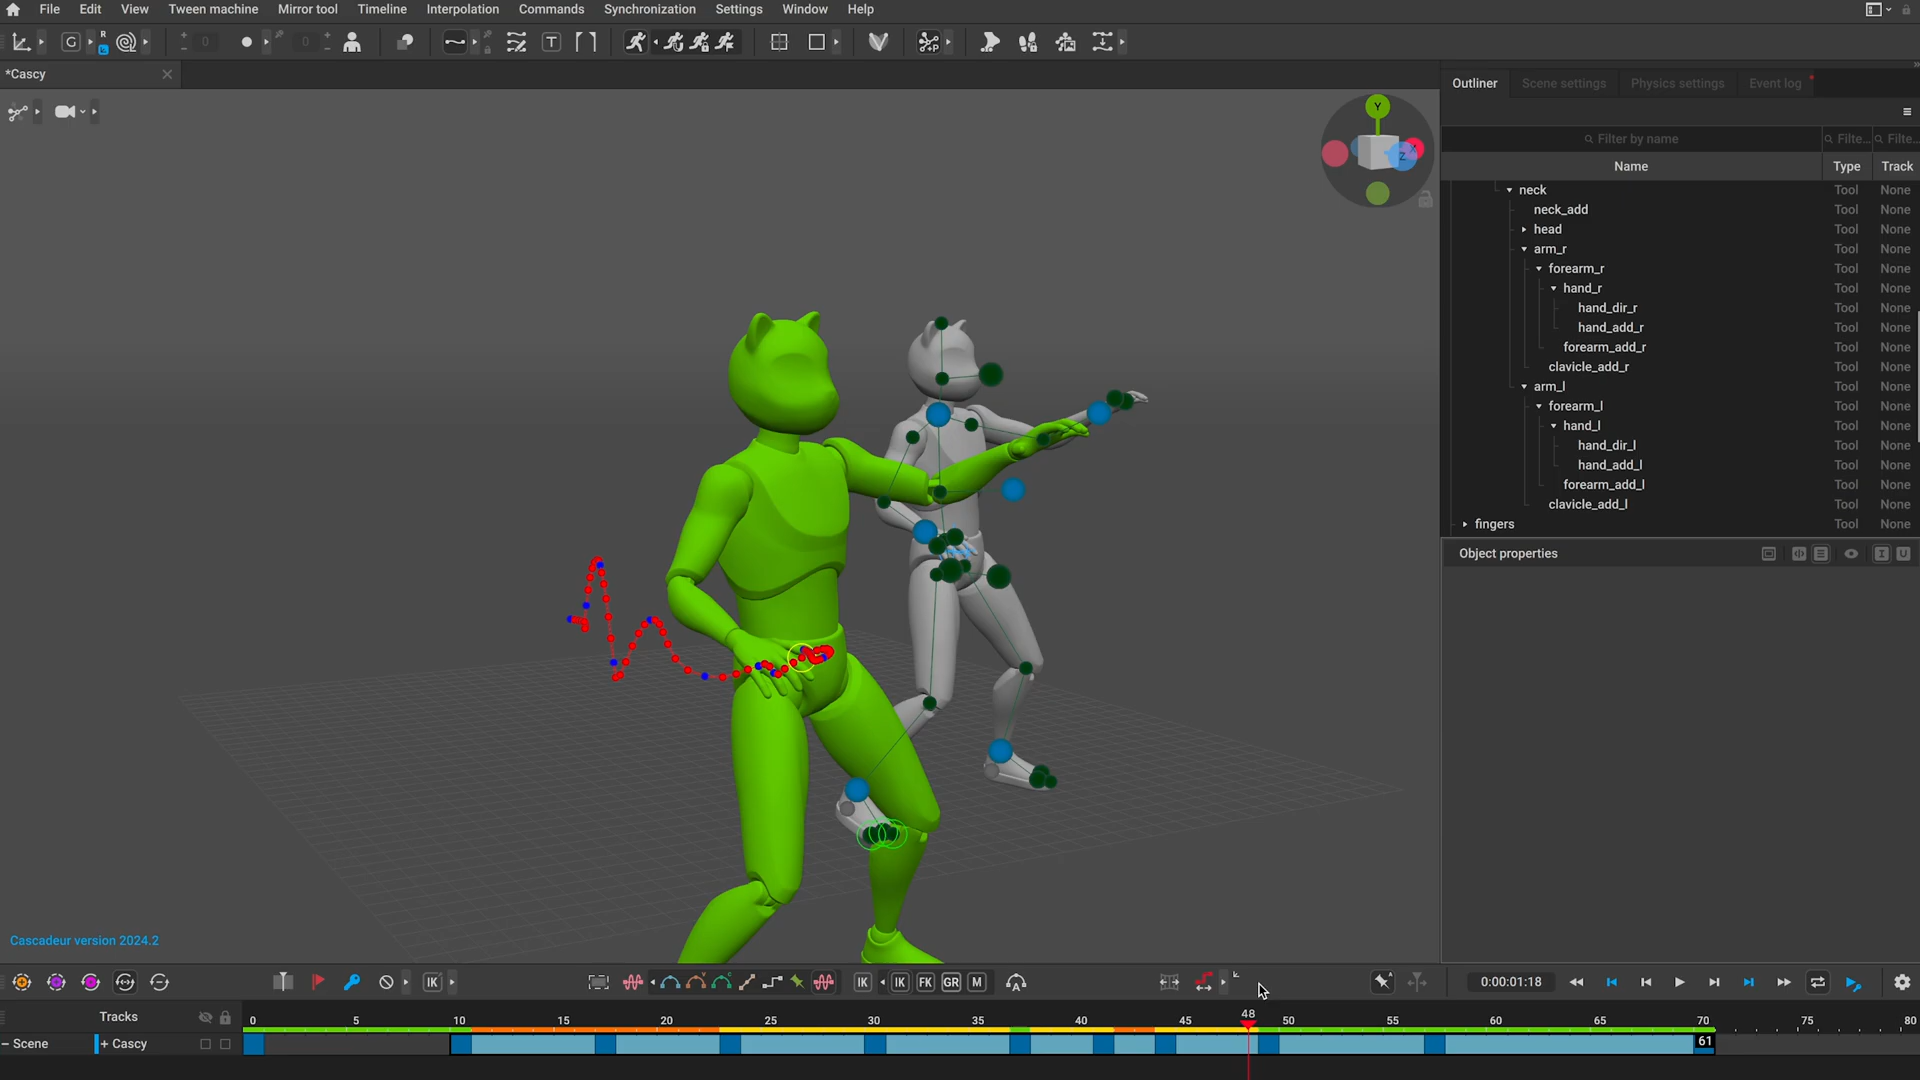 File Edit View Tween machine Mirror tool Timeline Interpolation Commands Synchronization Settings Window Help
0 0
*Cascy
Outliner Scene settings Physics settings Event log
Filter by name Filte... Filte...
Name Type Track
neck Tool None
neck_add Tool None
head Tool None
arm_r Tool None
forearm_r Tool None
hand_r Tool None
hand_dir_r Tool None
hand_add_r Tool None
forearm_add_r Tool None
clavicle_add_r Tool None
arm_l Tool None
forearm_l Tool None
hand_l Tool None
hand_dir_l Tool None
hand_add_l Tool None
forearm_add_l Tool None
clavicle_add_l Tool None
fingers Tool None
Object properties
Y
Z
X
Cascadeur version 2024.2
IK IK IK FK GR M 0:00:01:18
Tracks 0 5 10 15 20 25 30 35 40 45 48 50 55 60 65 70 75 80
Scene + Cascy 61